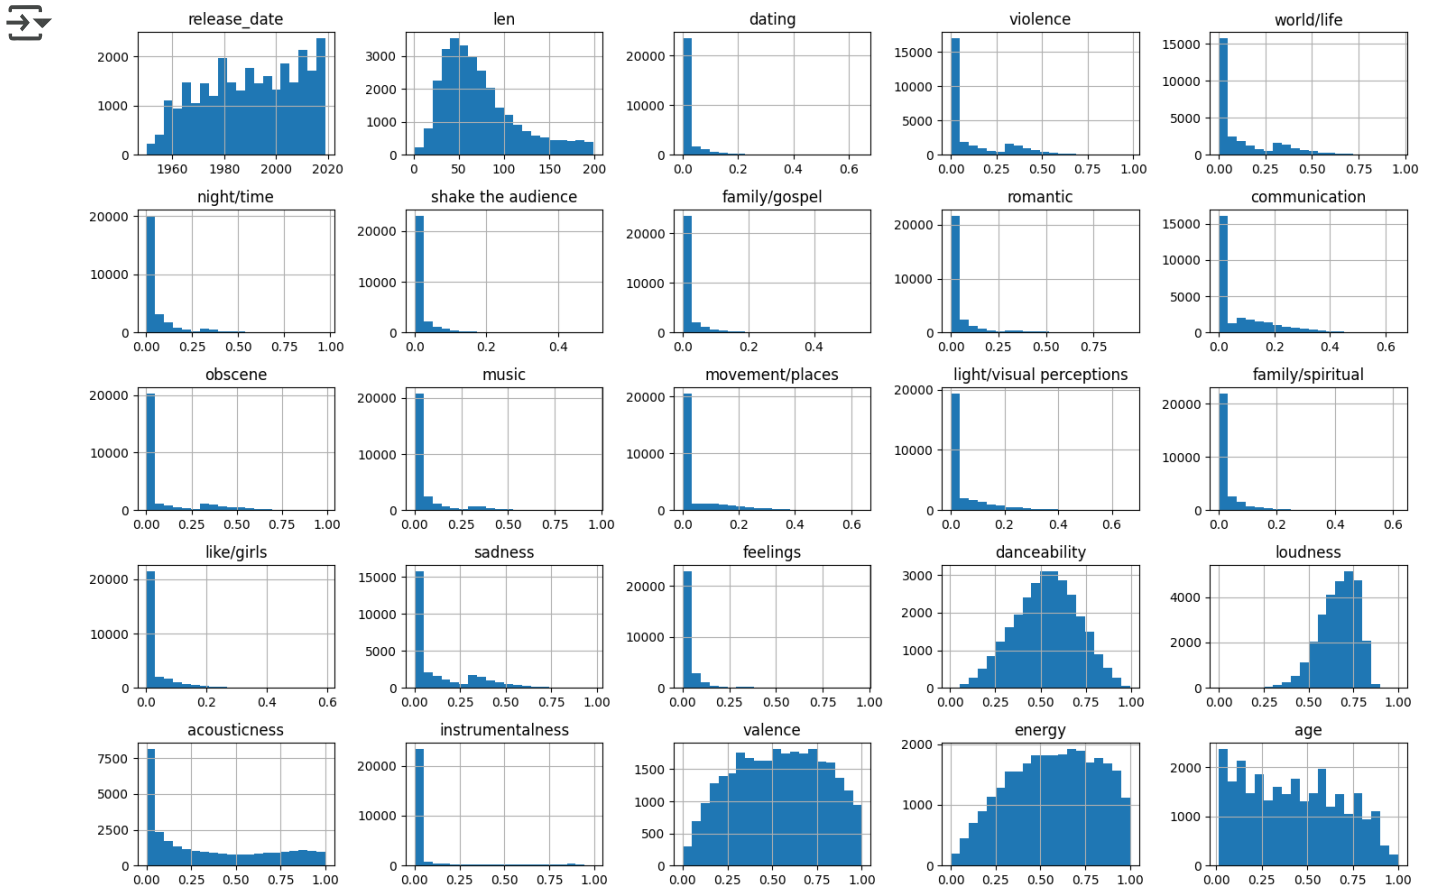 release_date len dating violence world/life
2000 1000 0 1960 1980 2000 2020
3000 2000 1000 0 0 50 100 150 200
20000 10000 0 0.0 0.2 0.4 0.6
15000 10000 5000 0 0.00 0.25 0.50 0.75 1.00
15000 10000 5000 0 0.00 0.25 0.50 0.75 1.00
night/time shake the audience family/gospel romantic communication
20000 10000 0 0.00 0.25 0.50 0.75 1.00
20000 10000 0 0.0 0.2 0.4
20000 10000 0 0.0 0.2 0.4
20000 10000 0 0.00 0.25 0.50 0.75
15000 10000 5000 0 0.0 0.2 0.4 0.6
obscene music movement/places light/visual perceptions family/spiritual
20000 10000 0 0.00 0.25 0.50 0.75 1.00
20000 10000 0 0.00 0.25 0.50 0.75 1.00
20000 10000 0 0.0 0.2 0.4 0.6
20000 10000 0 0.0 0.2 0.4 0.6
20000 10000 0 0.0 0.2 0.4 0.6
like/girls sadness feelings danceability loudness
20000 10000 0 0.0 0.2 0.4 0.6
15000 10000 5000 0 0.00 0.25 0.50 0.75 1.00
20000 10000 0 0.00 0.25 0.50 0.75 1.00
3000 2000 1000 0 0.00 0.25 0.50 0.75 1.00
4000 2000 0 0.00 0.25 0.50 0.75 1.00
acousticness instrumentalness valence energy age
7500 5000 2500 0 0.00 0.25 0.50 0.75 1.00
20000 10000 0 0.00 0.25 0.50 0.75 1.00
1500 1000 500 0 0.00 0.25 0.50 0.75 1.00
2000 1000 0 0.00 0.25 0.50 0.75 1.00
2000 1000 0 0.00 0.25 0.50 0.75 1.00